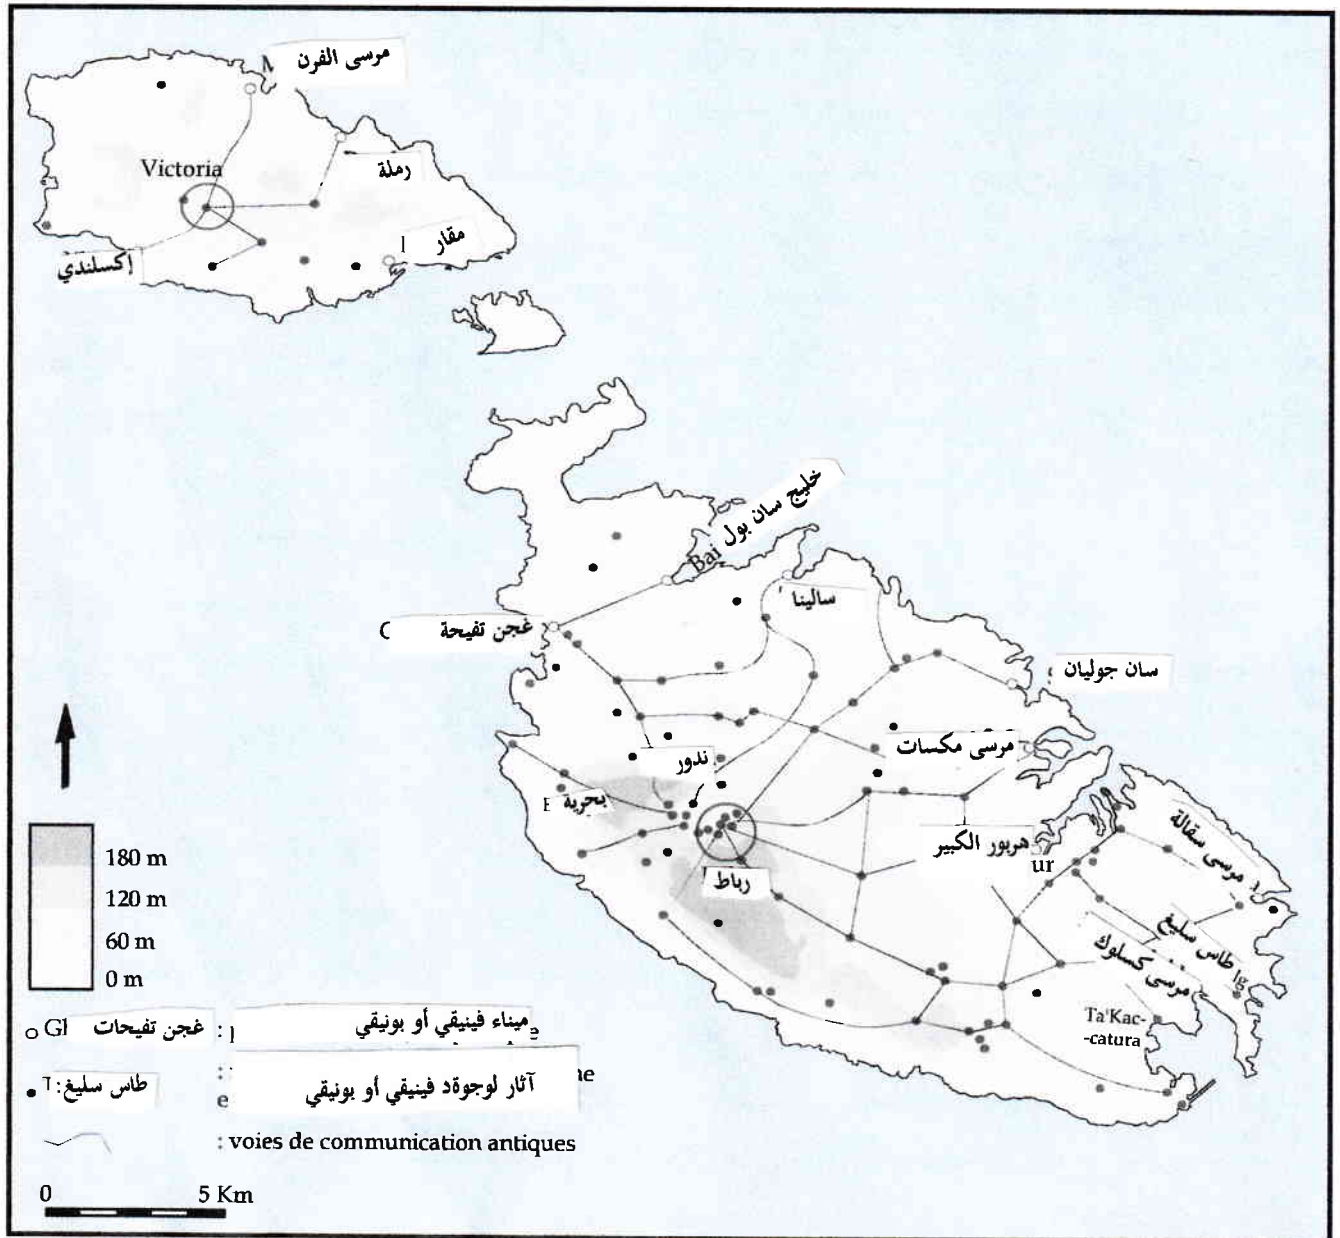 مرسى الفرن
Victoria
رملة
مقار
إكسلندي
خليج سان بول
Bai
سالينا
غجن تفيحة
سان جوليان
مرسى مكسات
ندور
بحرية
هربور الكبير
ur
رباط
مرسى سقالة
طاس سليغ
مرسى كسلوك
Ta'Kac-
-catura
180 m
120 m
60 m
0 m
غجن تفيحات : ميناء فينيقي أو بونيقي
طاس سليغ: آثار لوجوةد فينيقي أو بونيقي
: voies de communication antiques
0 5 Km